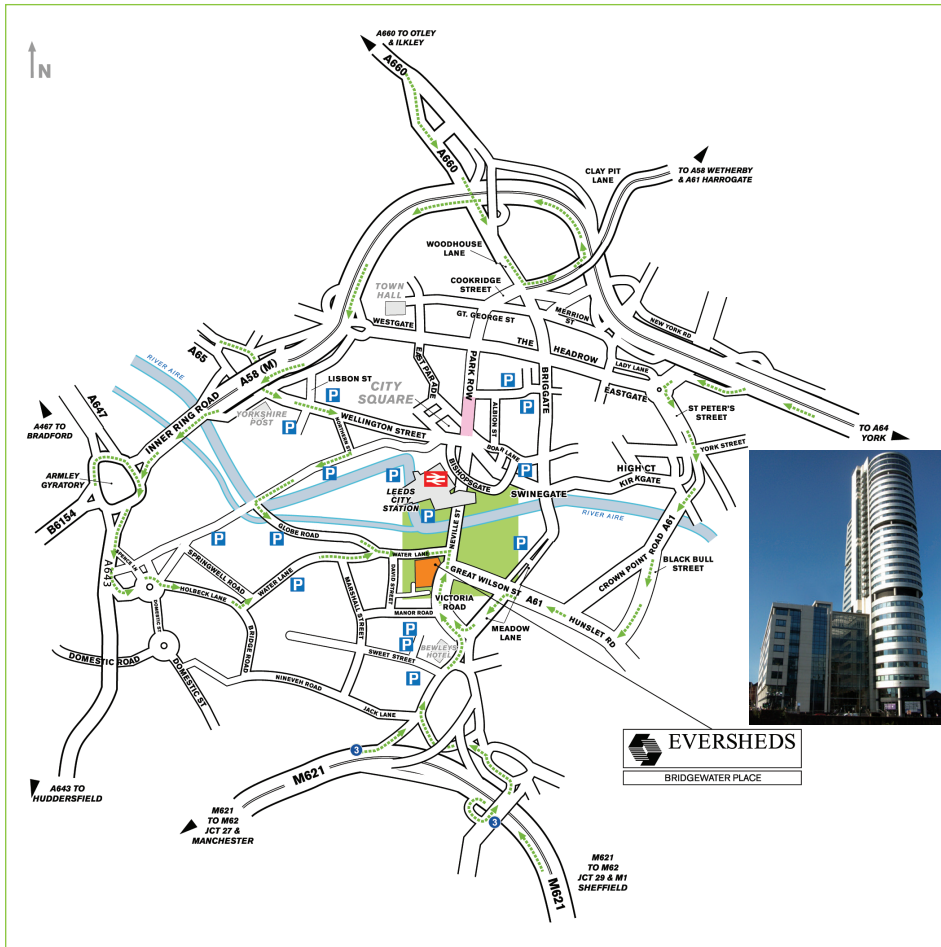 A660 TO OTLEY
& ILKLEY
N
A660
A660
CLAY PIT
LANE
TO A58 WETHERBY
& A61 HARROGATE
WOODHOUSE
LANE
COOKRIDGE
STREET
TOWN
HALL
GT. GEORGE ST
MERRION
ST
NEW YORK RD
WESTGATE
THE
HEADROW
LADY LANE
EASTGATE
A65
RIVER AIRE
A58 (M)
INNER RING ROAD
LISBON ST
EAST PARADE
CITY
SQUARE
PARK ROW
P
BRIGGATE
ALBION ST
P
ST PETER'S
STREET
A647
A467 TO
BRADFORD
YORKSHIRE
POST
P
P
WELLINGTON STREET
NORTHERN ST
BOAR LANE
YORK STREET
TO A64
YORK
ARMLEY
GYRATORY
P
P
LEEDS
CITY
STATION
BISHOPSGATE
P
HIGH CT
KIRKGATE
SWINEGATE
B6154
P
RIVER AIRE
GLOBE ROAD
NEVILLE ST
P
P
P
A61
CROWN POINT ROAD
BLACK BULL
STREET
A643
SPRINGWELL ROAD
WATER LANE
WATER LANE
HOLBECK LANE
P
MARSHALL STREET
DAVID STREET
GREAT WILSON ST
A61
HUNSLET RD
VICTORIA
ROAD
MANOR ROAD
MEADOW
LANE
DOMESTIC ST
DOMESTIC ROAD
DOMESTIC ST
BRIDGE ROAD
P
P
SWEET STREET
BEWLEYS
HOTEL
P
NINEVEH ROAD
JACK LANE
3
M621
EVERSHEDS
BRIDGEWATER PLACE
A643 TO
HUDDERSFIELD
M621
TO M62
JCT 27 &
MANCHESTER
3
M621
TO M62
JCT 29 & M1
SHEFFIELD
M621